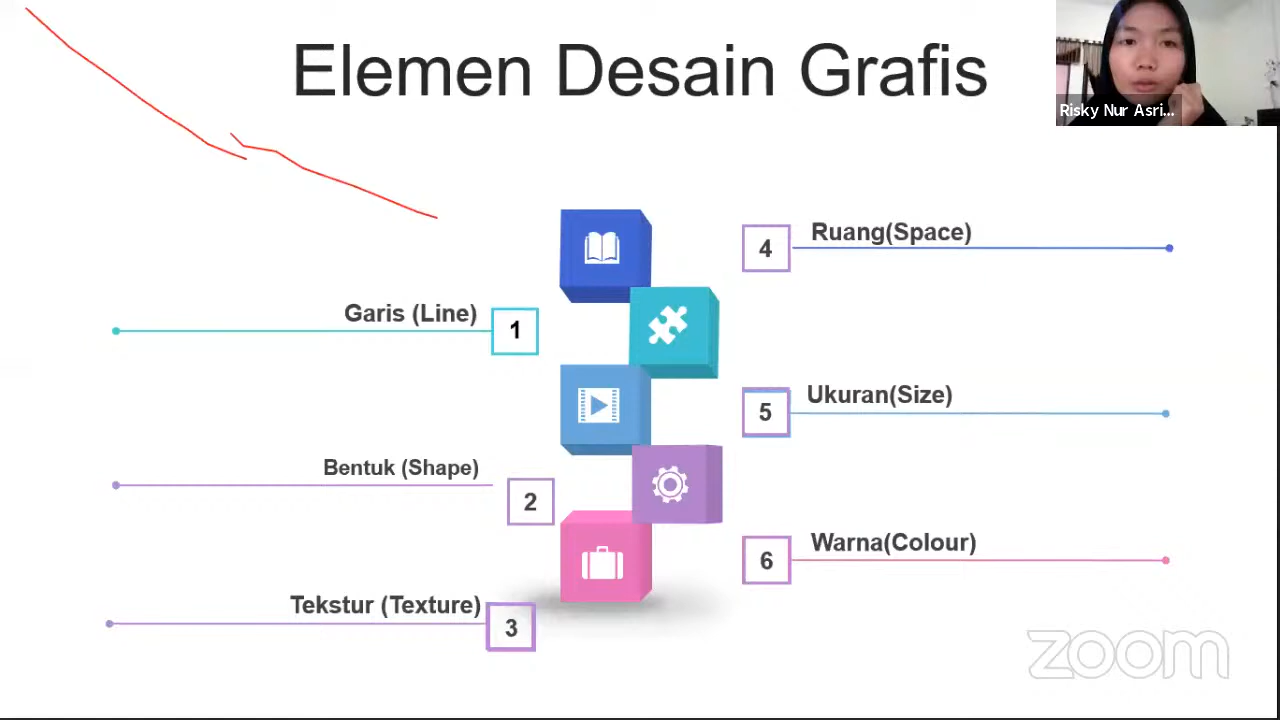 Elemen Desain Grafis
Risky Nur Asri...
Garis (Line)
1
Bentuk (Shape)
2
Tekstur (Texture)
3
4
Ruang(Space)
5
Ukuran(Size)
6
Warna(Colour)
zoom